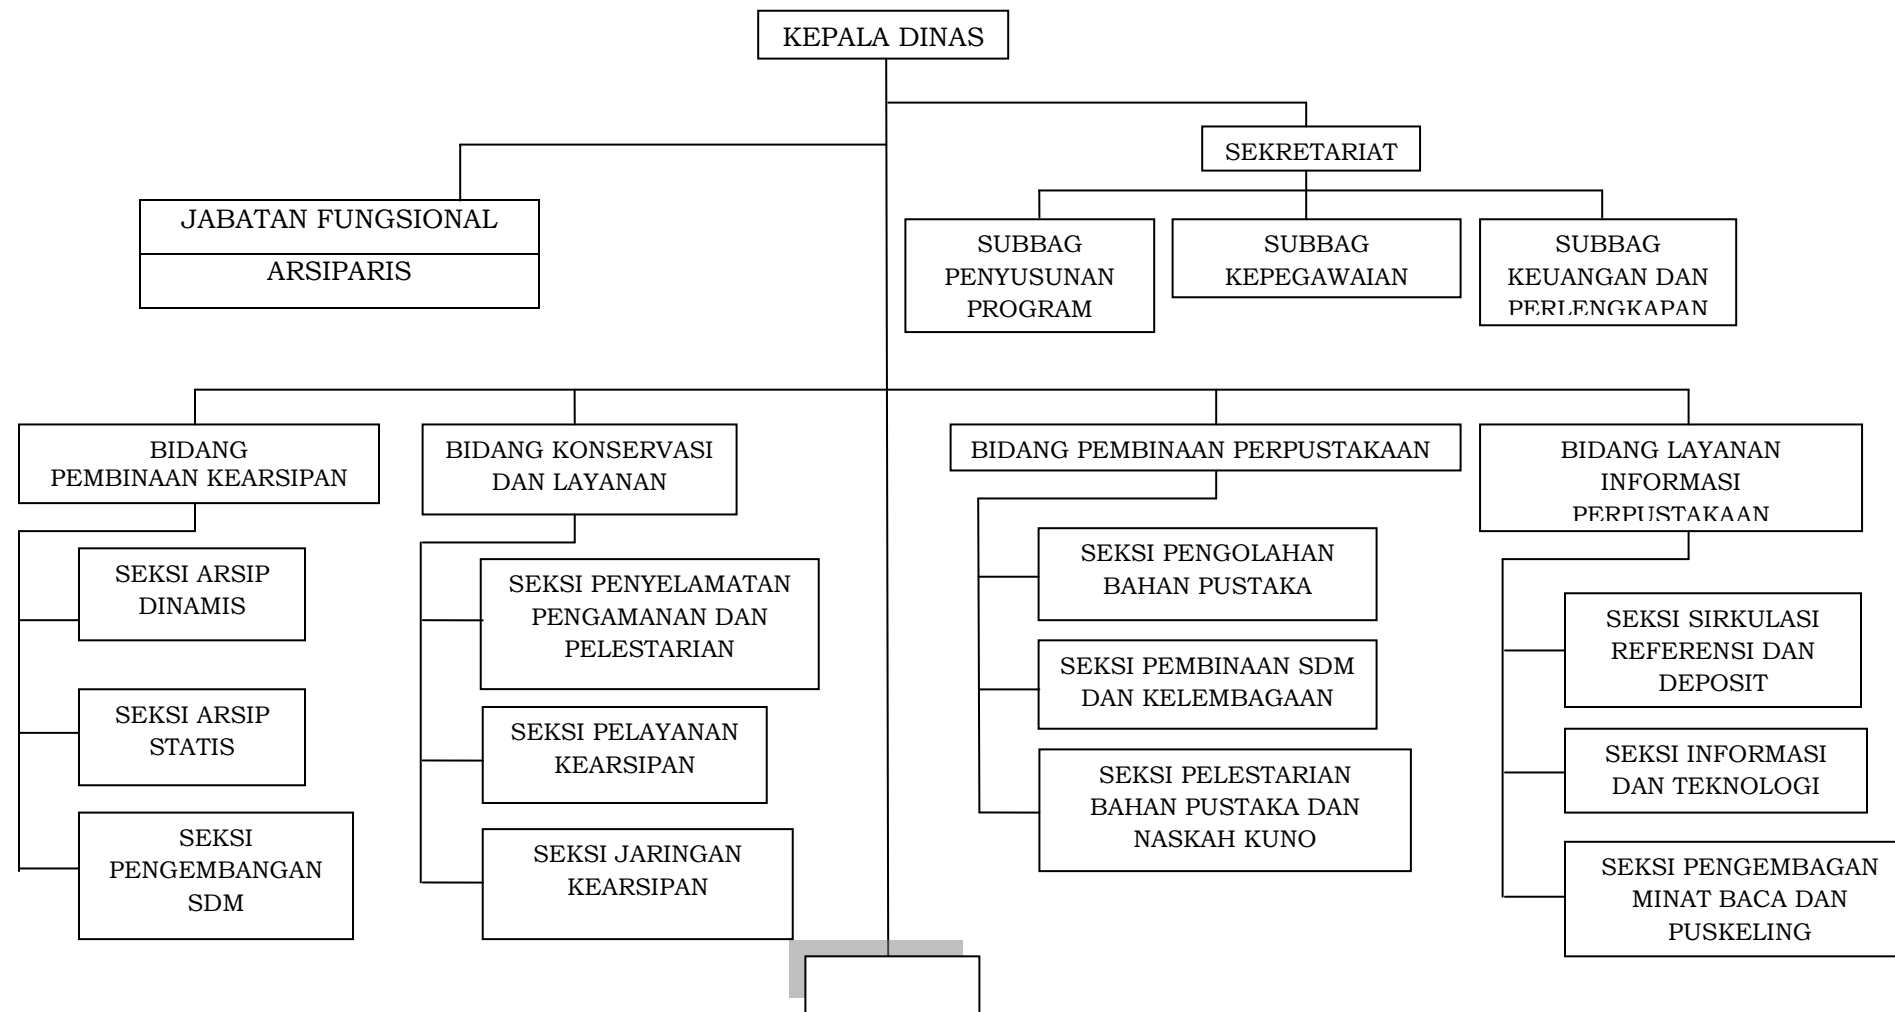 KEPALA DINAS
SEKRETARIAT
JABATAN FUNGSIONAL
ARSIPARIS
SUBBAG
PENYUSUNAN
PROGRAM
SUBBAG
KEPEGAWAIAN
SUBBAG
KEUANGAN DAN
PERLENGKAPAN
BIDANG
PEMBINAAN KEARSIPAN
BIDANG KONSERVASI
DAN LAYANAN
BIDANG PEMBINAAN PERPUSTAKAAN
BIDANG LAYANAN
INFORMASI
PERPUSTAKAAN
SEKSI ARSIP
DINAMIS
SEKSI ARSIP
STATIS
SEKSI
PENGEMBANGAN
SDM
SEKSI PENYELAMATAN
PENGAMANAN DAN
PELESTARIAN
SEKSI PELAYANAN
KEARSIPAN
SEKSI JARINGAN
KEARSIPAN
SEKSI PENGOLAHAN
BAHAN PUSTAKA
SEKSI PEMBINAAN SDM
DAN KELEMBAGAAN
SEKSI PELESTARIAN
BAHAN PUSTAKA DAN
NASKAH KUNO
SEKSI SIRKULASI
REFERENSI DAN
DEPOSIT
SEKSI INFORMASI
DAN TEKNOLOGI
SEKSI PENGEMBAGAN
MINAT BACA DAN
PUSKELING